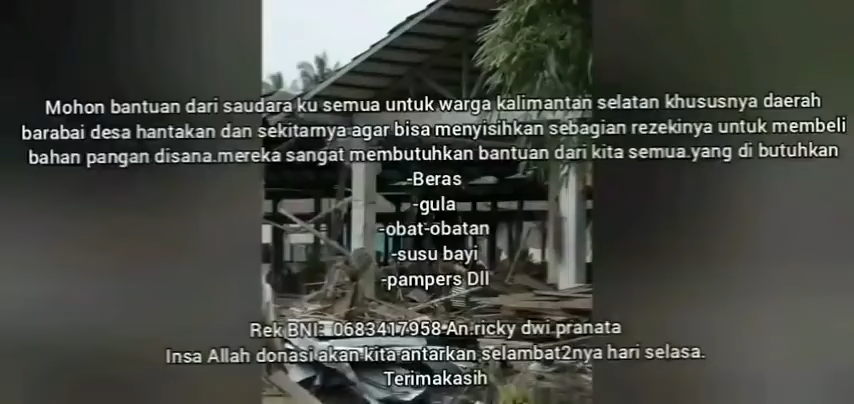 Mohon bantuan dari saudara ku semua untuk warga kalimantan selatan khususnya daerah
barabai desa hantakan dan sekitarnya agar bisa menyisihkan sebagian rezekinya untuk membeli
bahan pangan disana.mereka sangat membutuhkan bantuan dari kita semua.yang di butuhkan
-Beras
-gula
-obat-obatan
-susu bayi
-pampers Dll
Rek BNI : 0683417958 An.ricky dwi pranata
Insa Allah donasi akan kita antarkan selambat2nya hari selasa.
Terimakasih